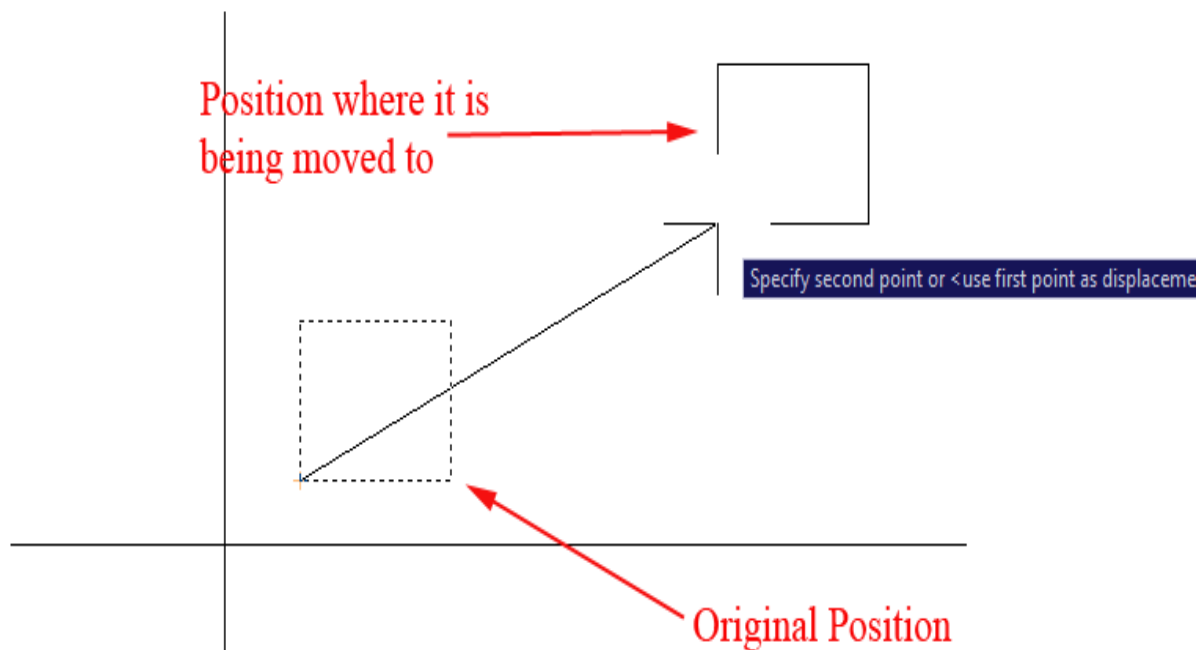 Position where it is
being moved to
Specify second point or <use first point as displaceme
Original Position